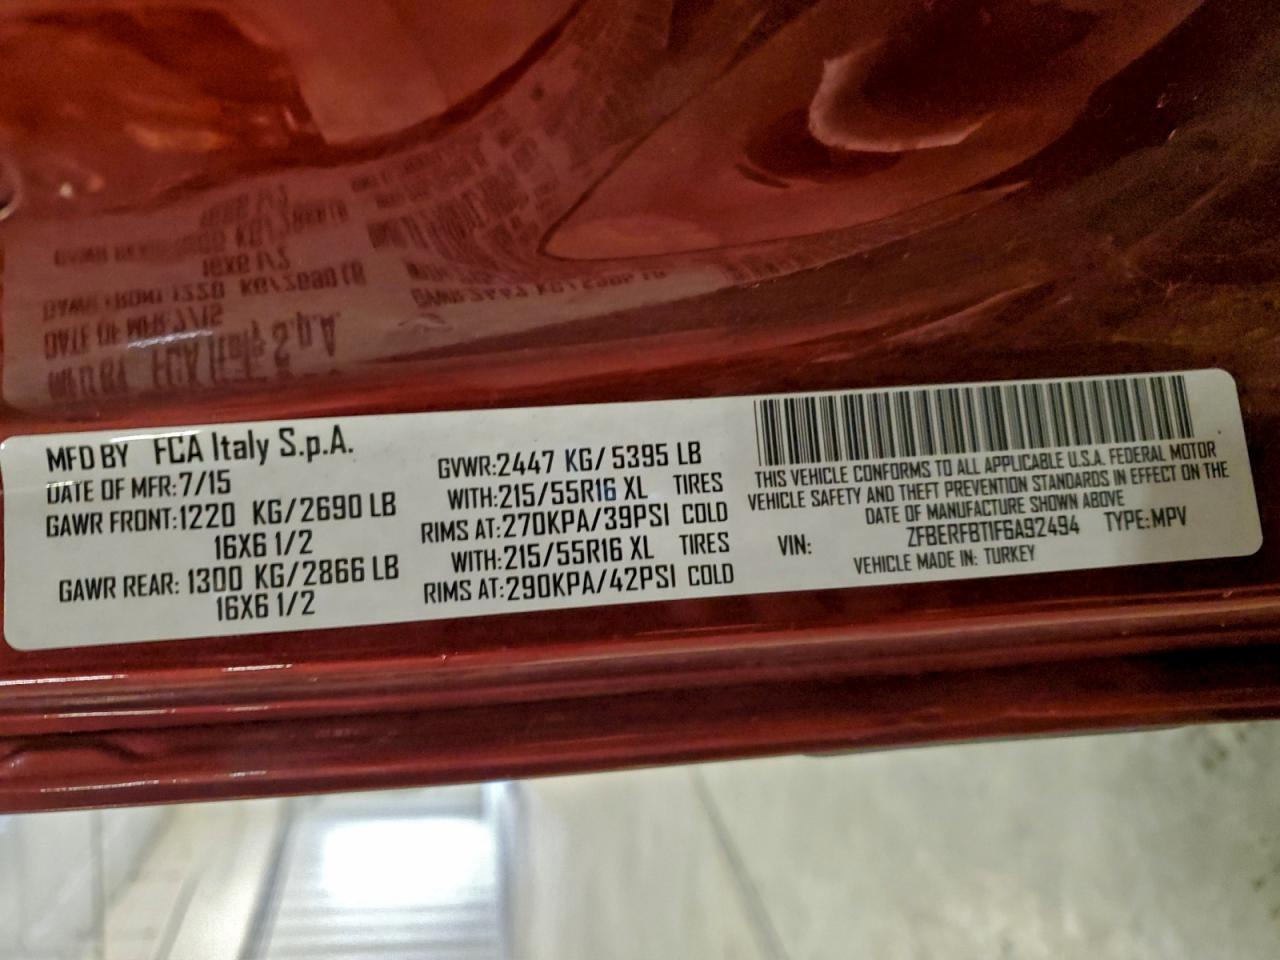 MFD BY FCA Italy S.p.A.
DATE OF MFR: 7/15
GAWR FRONT: 1220 KG/2690 LB
16X6 1/2
GAWR REAR: 1300 KG/2866 LB
16X6 1/2
GVWR: 2447 KG/ 5395 LB
WITH: 215/55R16 XL TIRES
RIMS AT: 270KPA/39PSI COLD
WITH: 215/55R16 XL TIRES
RIMS AT: 290KPA/42PSI COLD
THIS VEHICLE CONFORMS TO ALL APPLICABLE U.S.A. FEDERAL MOTOR
VEHICLE SAFETY AND THEFT PREVENTION STANDARDS IN EFFECT ON THE
DATE OF MANUFACTURE SHOWN ABOVE
VIN: ZFBERFBT1F6A92494 TYPE: MPV
VEHICLE MADE IN: TURKEY